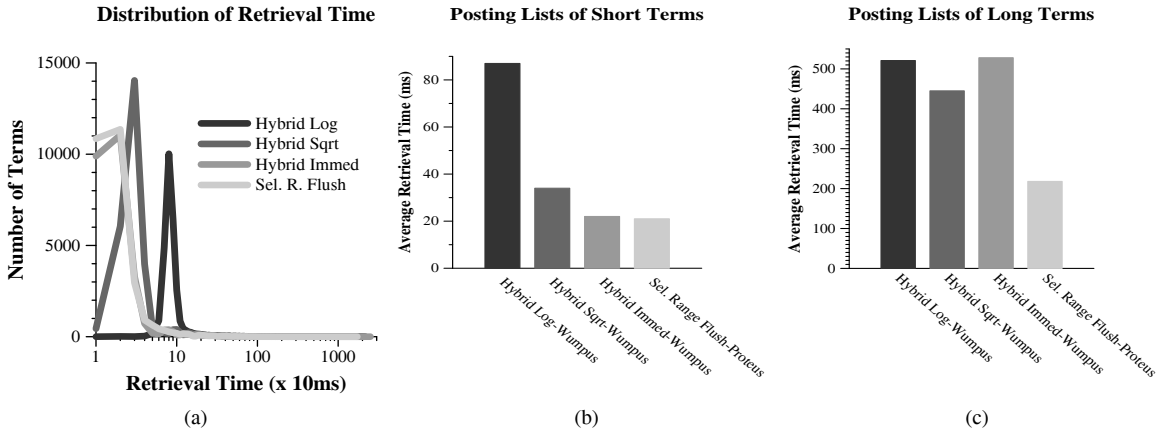 Distribution of Retrieval Time
15000
10000
5000
0
Number of Terms
Hybrid Log
Hybrid Sqrt
Hybrid Immed
Sel. R. Flush
1
10
100
1000
Retrieval Time (x 10ms)
(a)
Posting Lists of Short Terms
80
60
40
20
0
Average Retrieval Time (ms)
Hybrid Log-Wumpus
Hybrid Sqrt-Wumpus
Hybrid Immed-Wumpus
Sel. Range Flush-Proteus
(b)
Posting Lists of Long Terms
500
400
300
200
100
0
Average Retrieval Time (ms)
Hybrid Log-Wumpus
Hybrid Sqrt-Wumpus
Hybrid Immed-Wumpus
Sel. Range Flush-Proteus
(c)